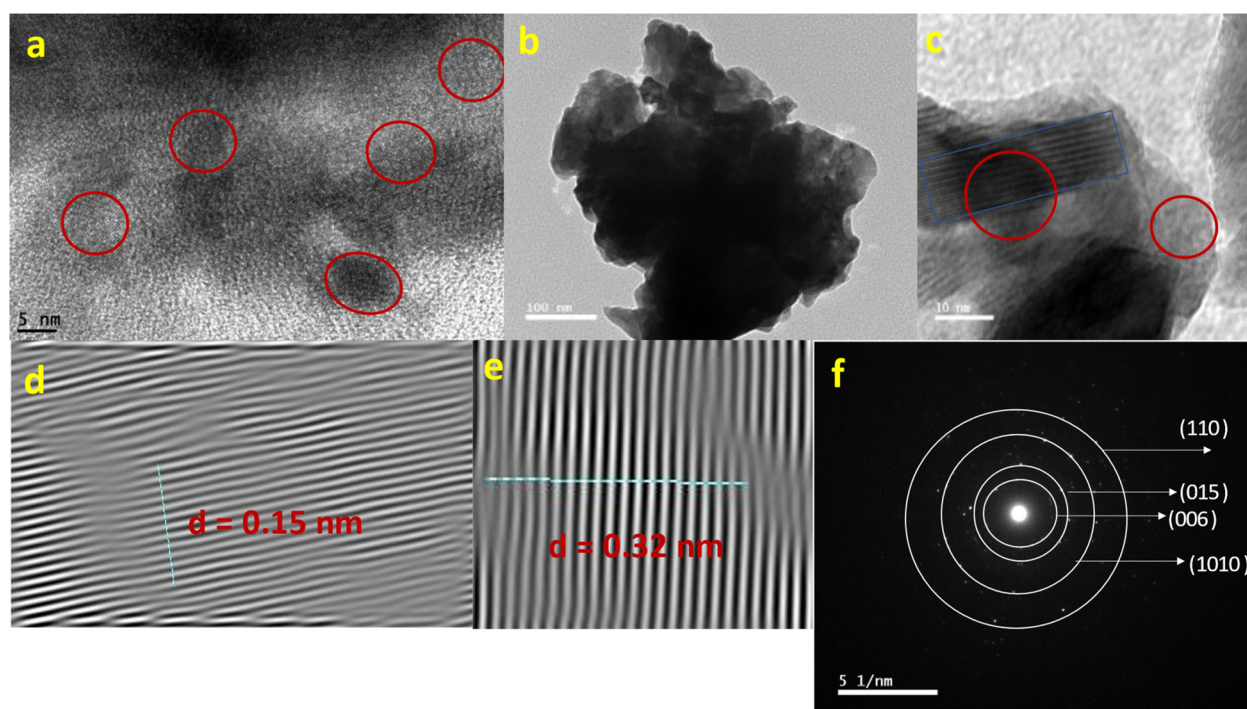 a
b
c
5 nm
100 nm
10 nm
d
d = 0.15 nm
e
d = 0.32 nm
f
(110)
(015)
(006)
(1010)
5 1/nm